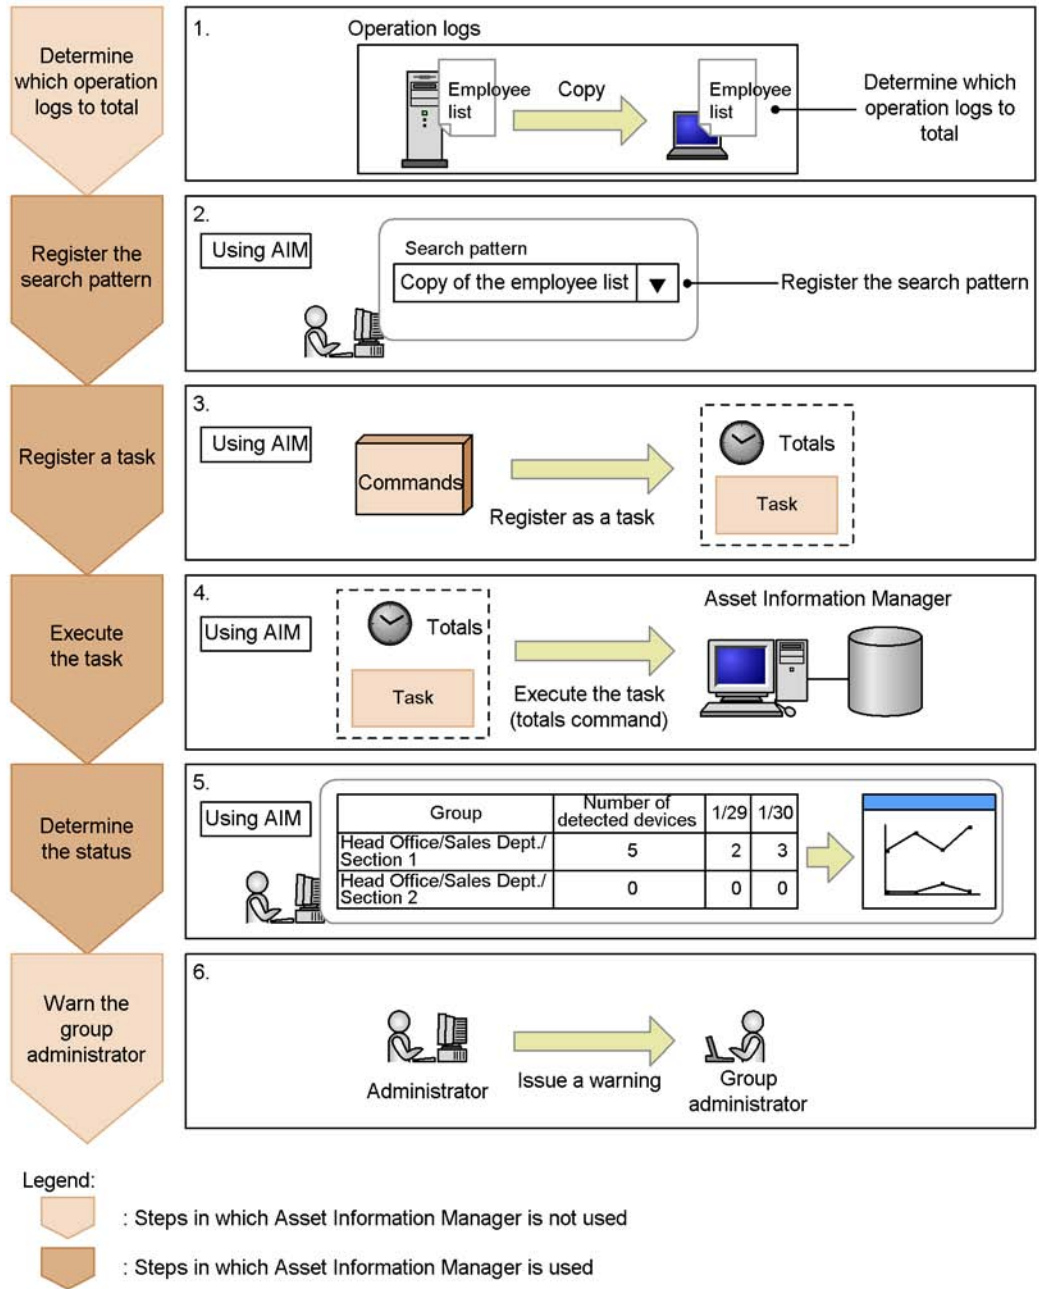 Determine
which operation
logs to total
1.
Operation logs
Employee
list
Copy
Employee
list
Determine which
operation logs to
total
Register the
search pattern
2.
Using AIM
Search pattern
Copy of the employee list
Register the search pattern
Register a task
3.
Using AIM
Commands
Register as a task
Totals
Task
Execute
the task
4.
Using AIM
Totals
Task
Execute the task
(totals command)
Asset Information Manager
Determine
the status
5.
Using AIM
Group
Number of
detected devices
1/29
1/30
Head Office/Sales Dept./
Section 1
5
2
3
Head Office/Sales Dept./
Section 2
0
0
0
Warn the
group
administrator
6.
Administrator
Issue a warning
Group
administrator
Legend:
: Steps in which Asset Information Manager is not used
: Steps in which Asset Information Manager is used